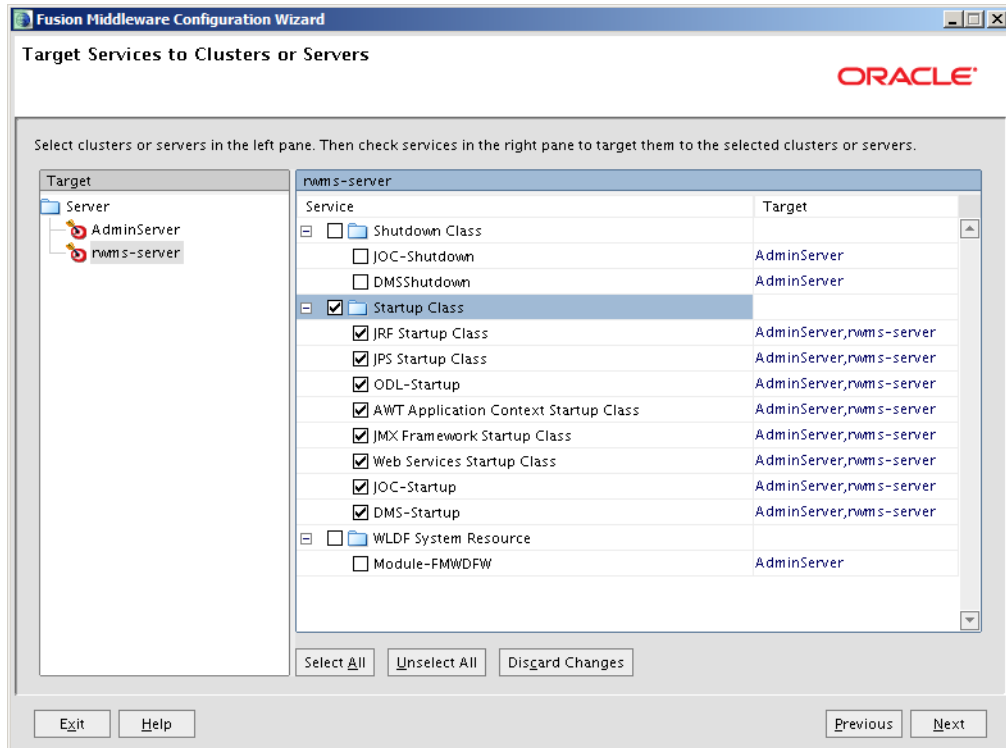 Fusion Middleware Configuration Wizard
Target Services to Clusters or Servers
ORACLE
Select clusters or servers in the left pane. Then check services in the right pane to target them to the selected clusters or servers.
Target
Server
AdminServer
rwms-server
rwms-server
Service Target
Shutdown Class
JOC-Shutdown AdminServer
DMSShutdown AdminServer
Startup Class
JRF Startup Class AdminServer,rwms-server
JPS Startup Class AdminServer,rwms-server
ODL-Startup AdminServer,rwms-server
AWT Application Context Startup Class AdminServer,rwms-server
JMX Framework Startup Class AdminServer,rwms-server
Web Services Startup Class AdminServer,rwms-server
JOC-Startup AdminServer,rwms-server
DMS-Startup AdminServer,rwms-server
WLDF System Resource
Module-FMWDFW AdminServer
Select All Unselect All Discard Changes
Exit Help Previous Next